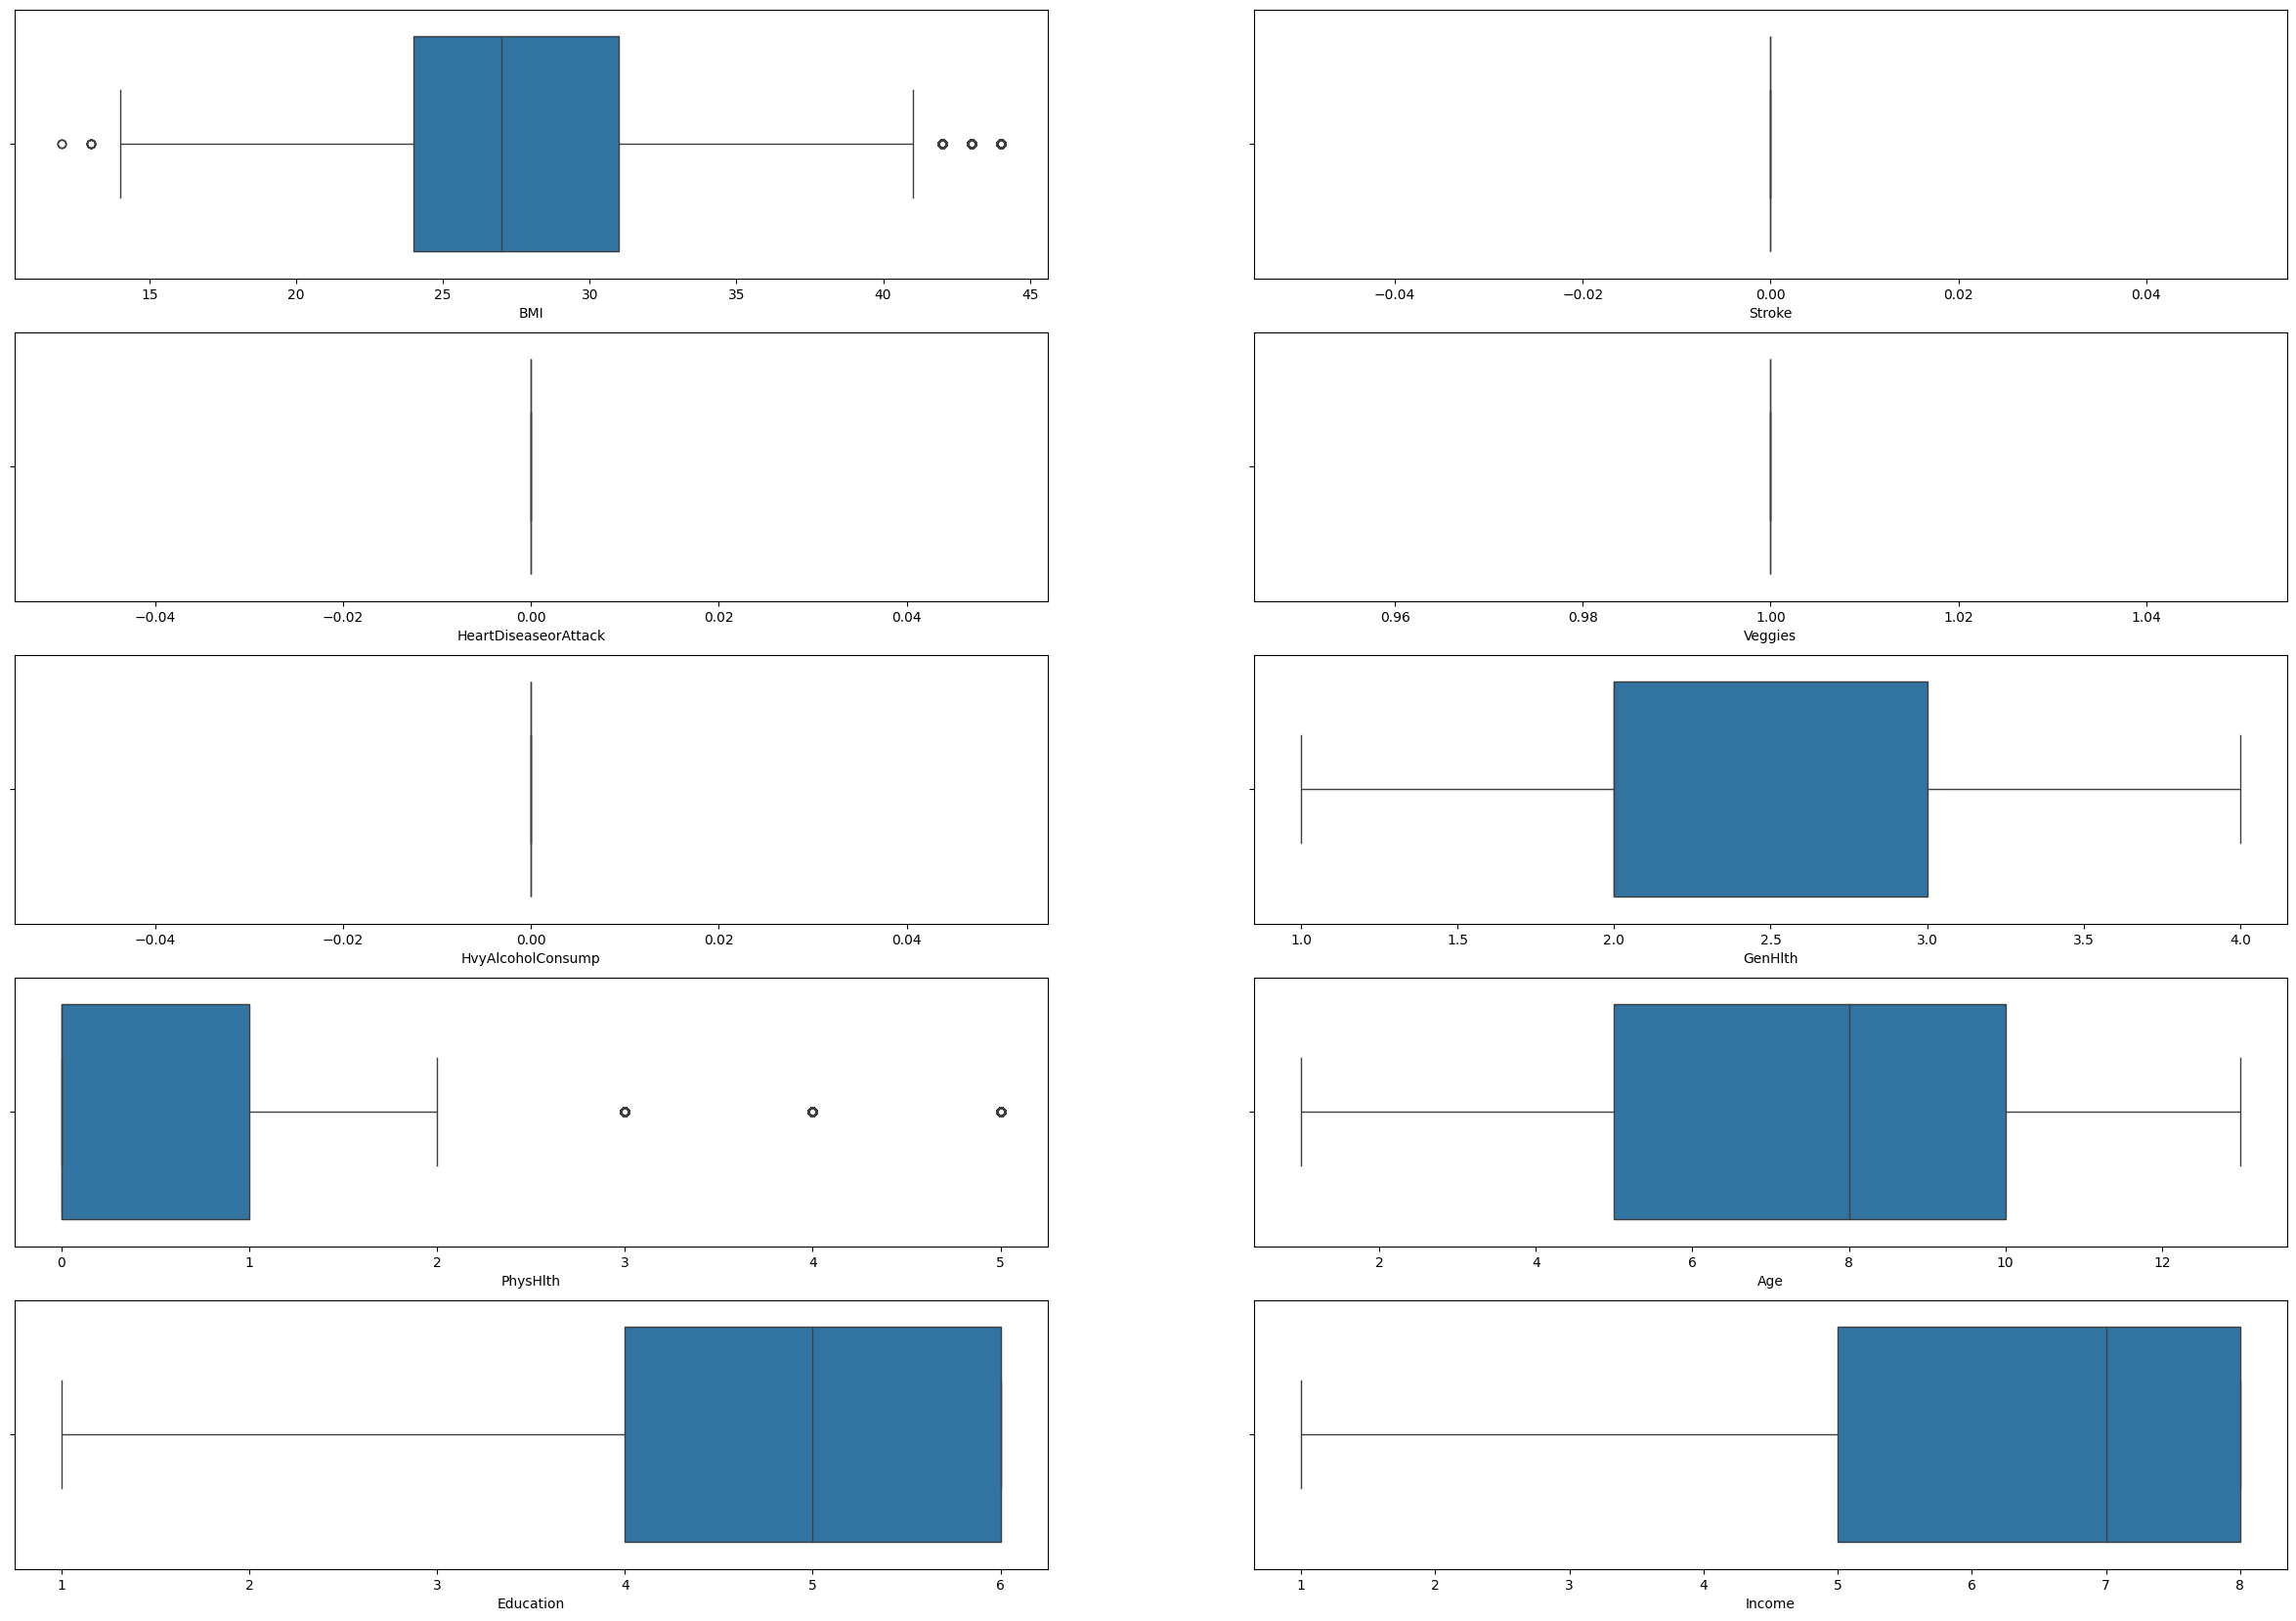 15 20 25 30 35 40 45
BMI
−0.04 −0.02 0.00 0.02 0.04
Stroke
−0.04 −0.02 0.00 0.02 0.04
HeartDiseaseorAttack
0.96 0.98 1.00 1.02 1.04
Veggies
−0.04 −0.02 0.00 0.02 0.04
HvyAlcoholConsump
1.0 1.5 2.0 2.5 3.0 3.5 4.0
GenHlth
0 1 2 3 4 5
PhysHlth
2 4 6 8 10 12
Age
1 2 3 4 5 6
Education
1 2 3 4 5 6 7 8
Income